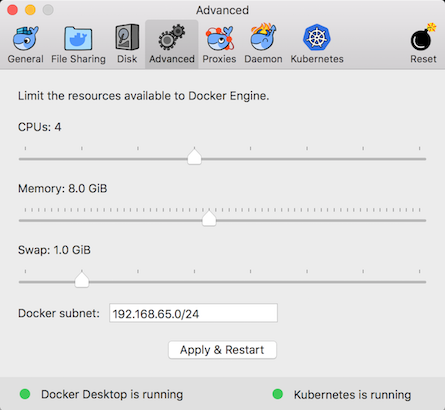 Advanced
General File Sharing Disk Advanced Proxies Daemon Kubernetes Reset
Limit the resources available to Docker Engine.
CPUs: 4
Memory: 8.0 GiB
Swap: 1.0 GiB
Docker subnet: 192.168.65.0/24
Apply & Restart
Docker Desktop is running Kubernetes is running